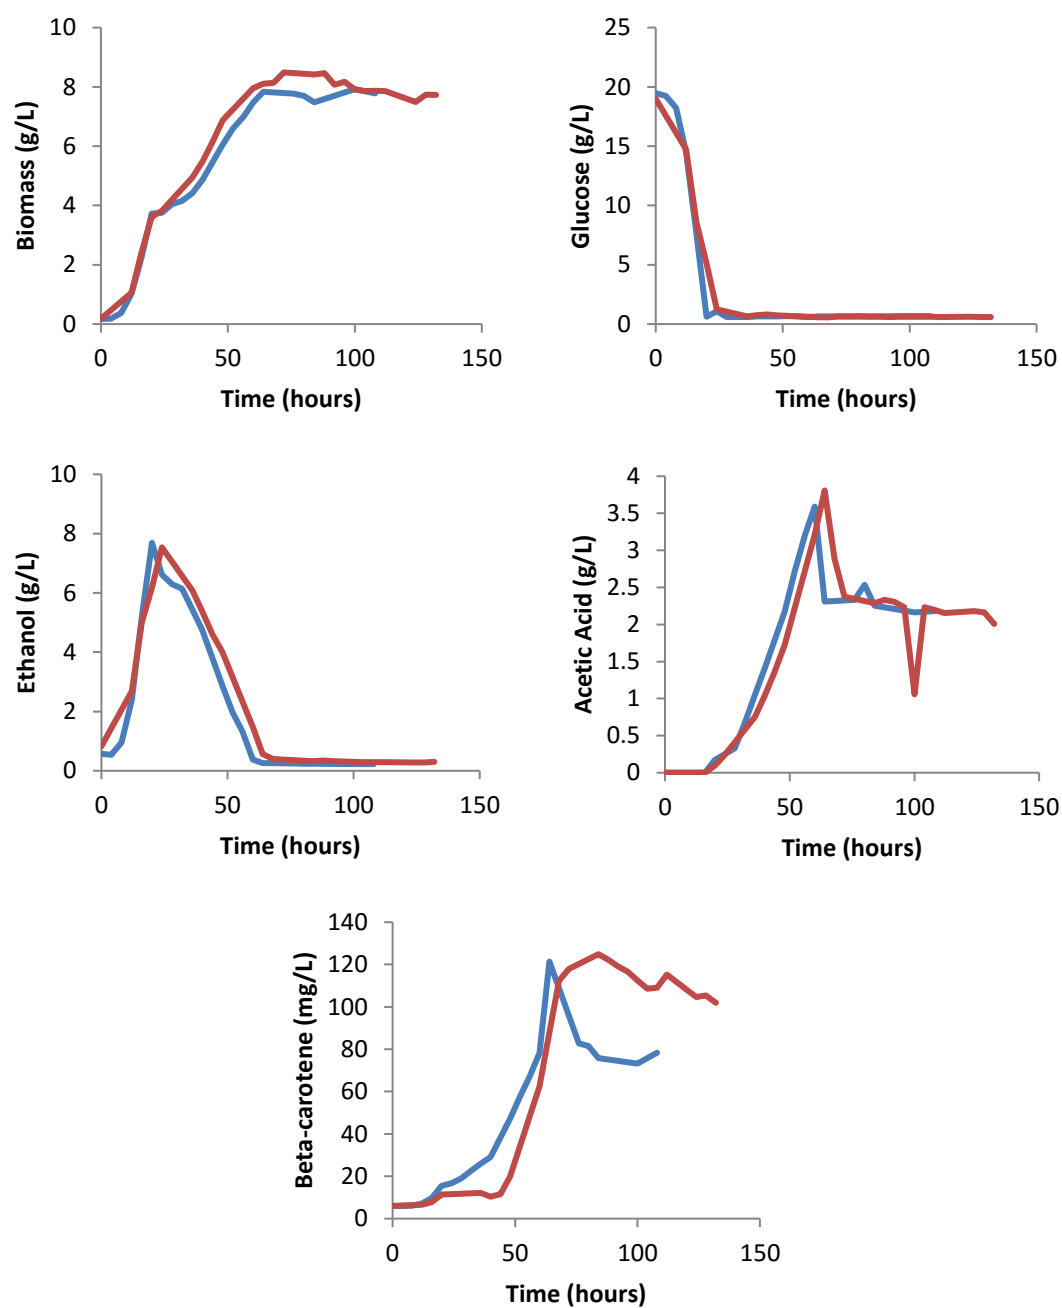 Biomass (g/L)
10
8
6
4
2
0
0 50 100 150
Time (hours)
Glucose (g/L)
25
20
15
10
5
0
0 50 100 150
Time (hours)
Ethanol (g/L)
10
8
6
4
2
0
0 50 100 150
Time (hours)
Acetic Acid (g/L)
4
3.5
3
2.5
2
1.5
1
0.5
0
0 50 100 150
Time (hours)
Beta-carotene (mg/L)
140
120
100
80
60
40
20
0
0 50 100 150
Time (hours)